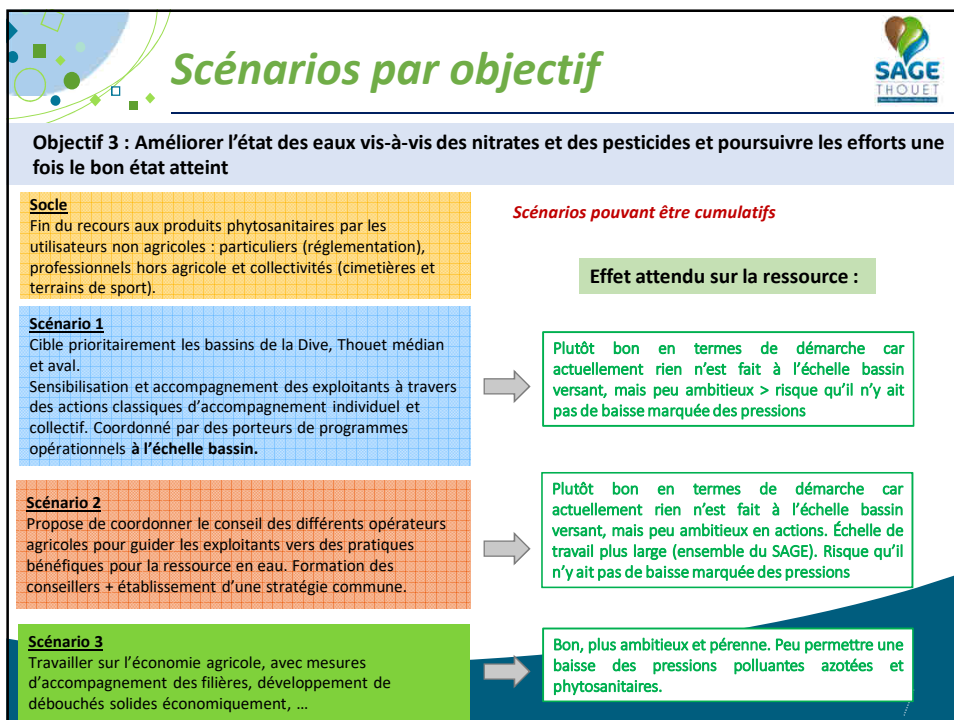 Scénarios par objectif
SAGE
THOUET
Objectif 3 : Améliorer l'état des eaux vis-à-vis des nitrates et des pesticides et poursuivre les efforts une
fois le bon état atteint
Socle
Fin du recours aux produits phytosanitaires par les
utilisateurs non agricoles : particuliers (réglementation),
professionnels hors agricole et collectivités (cimetières et
terrains de sport).
Scénarios pouvant être cumulatifs
Effet attendu sur la ressource :
Scénario 1
Cible prioritairement les bassins de la Dive, Thouet médian
et aval.
Sensibilisation et accompagnement des exploitants à travers
des actions classiques d'accompagnement individuel et
collectif. Coordonné par des porteurs de programmes
opérationnels à l'échelle bassin.
Plutôt bon en termes de démarche car
actuellement rien n'est fait à l'échelle bassin
versant, mais peu ambitieux > risque qu'il n'y ait
pas de baisse marquée des pressions
Scénario 2
Propose de coordonner le conseil des différents opérateurs
agricoles pour guider les exploitants vers des pratiques
bénéfiques pour la ressource en eau. Formation des
conseillers + établissement d'une stratégie commune.
Plutôt bon en termes de démarche car
actuellement rien n'est fait à l'échelle bassin
versant, mais peu ambitieux en actions. Échelle de
travail plus large (ensemble du SAGE). Risque qu'il
n'y ait pas de baisse marquée des pressions
Scénario 3
Travailler sur l'économie agricole, avec mesures
d'accompagnement des filières, développement de
débouchés solides économiquement, …
Bon, plus ambitieux et pérenne. Peu permettre une
baisse des pressions polluantes azotées et
phytosanitaires.